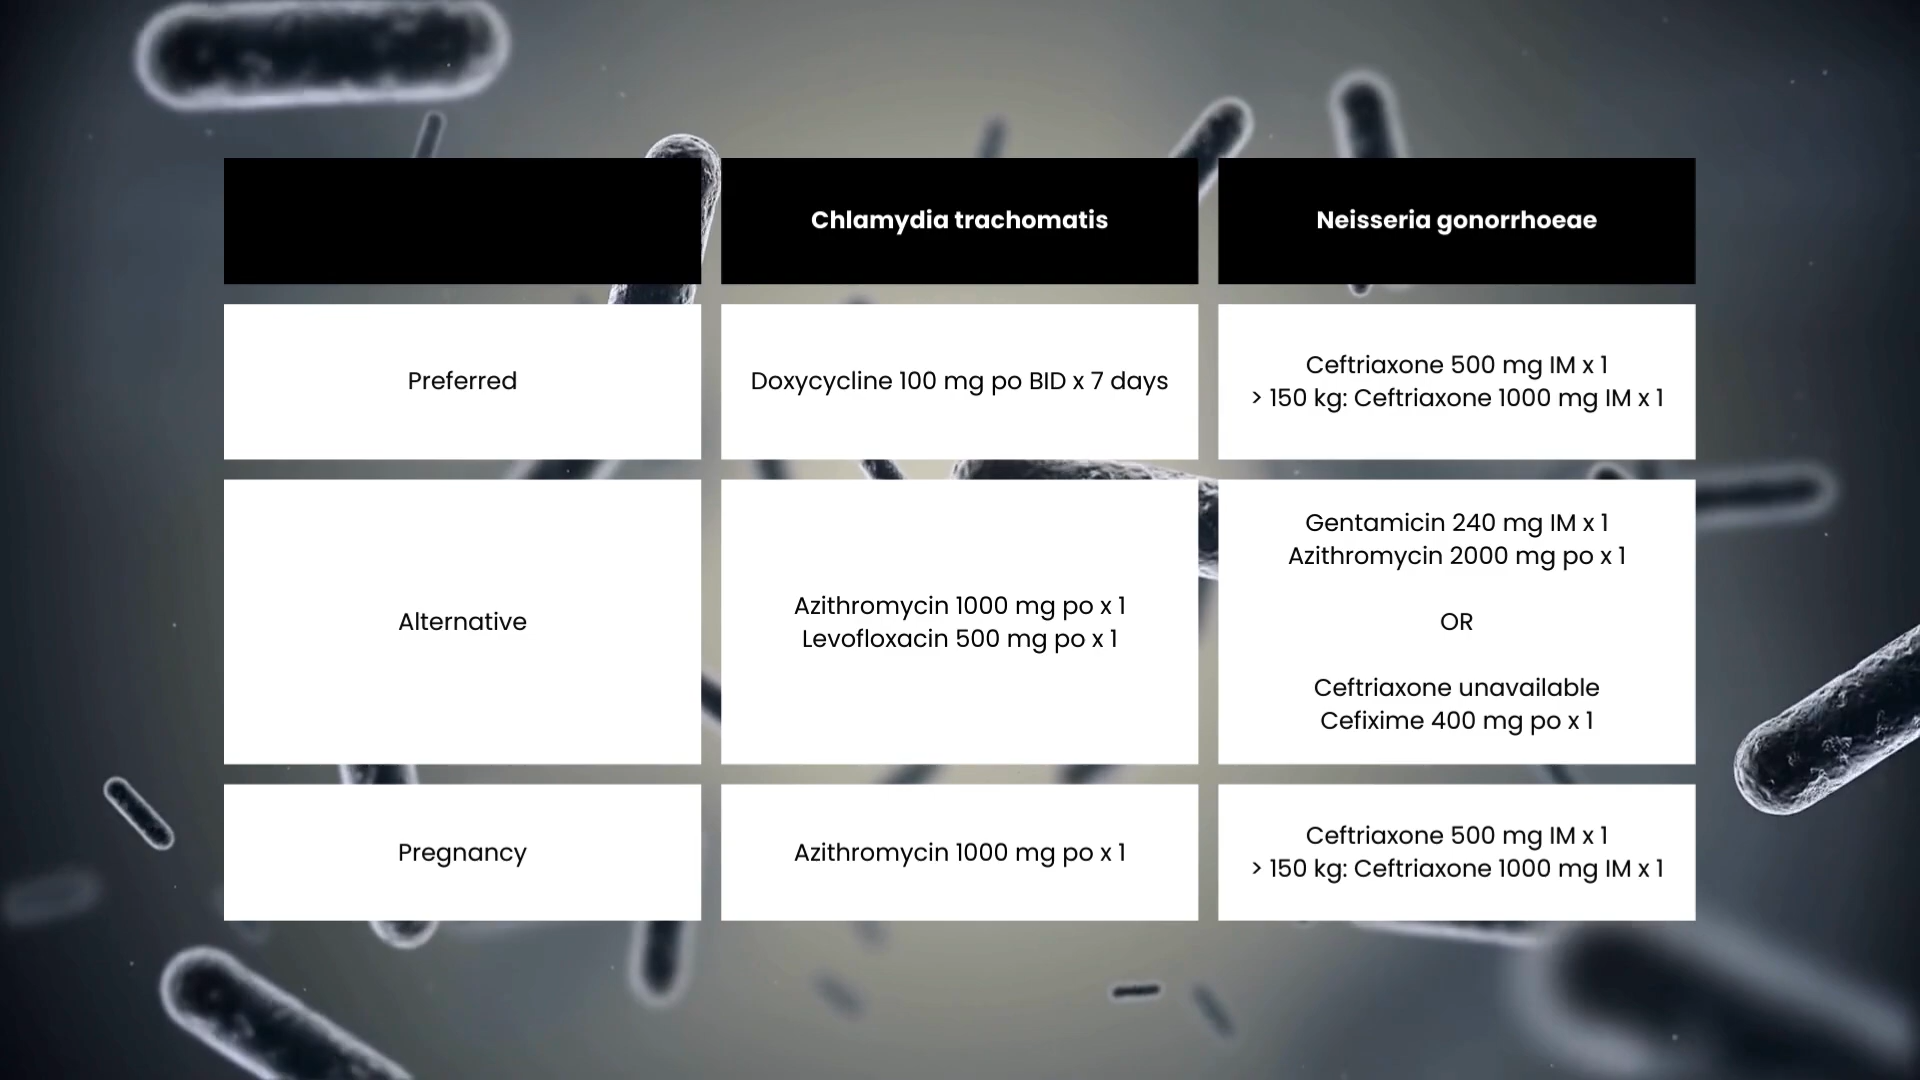 Chlamydia trachomatis
Neisseria gonorrhoeae
Preferred
Doxycycline 100 mg po BID x 7 days
Ceftriaxone 500 mg IM x 1
> 150 kg: Ceftriaxone 1000 mg IM x 1
Alternative
Azithromycin 1000 mg po x 1
Levofloxacin 500 mg po x 1
Gentamicin 240 mg IM x 1
Azithromycin 2000 mg po x 1
OR
Ceftriaxone unavailable
Cefixime 400 mg po x 1
Pregnancy
Azithromycin 1000 mg po x 1
Ceftriaxone 500 mg IM x 1
> 150 kg: Ceftriaxone 1000 mg IM x 1